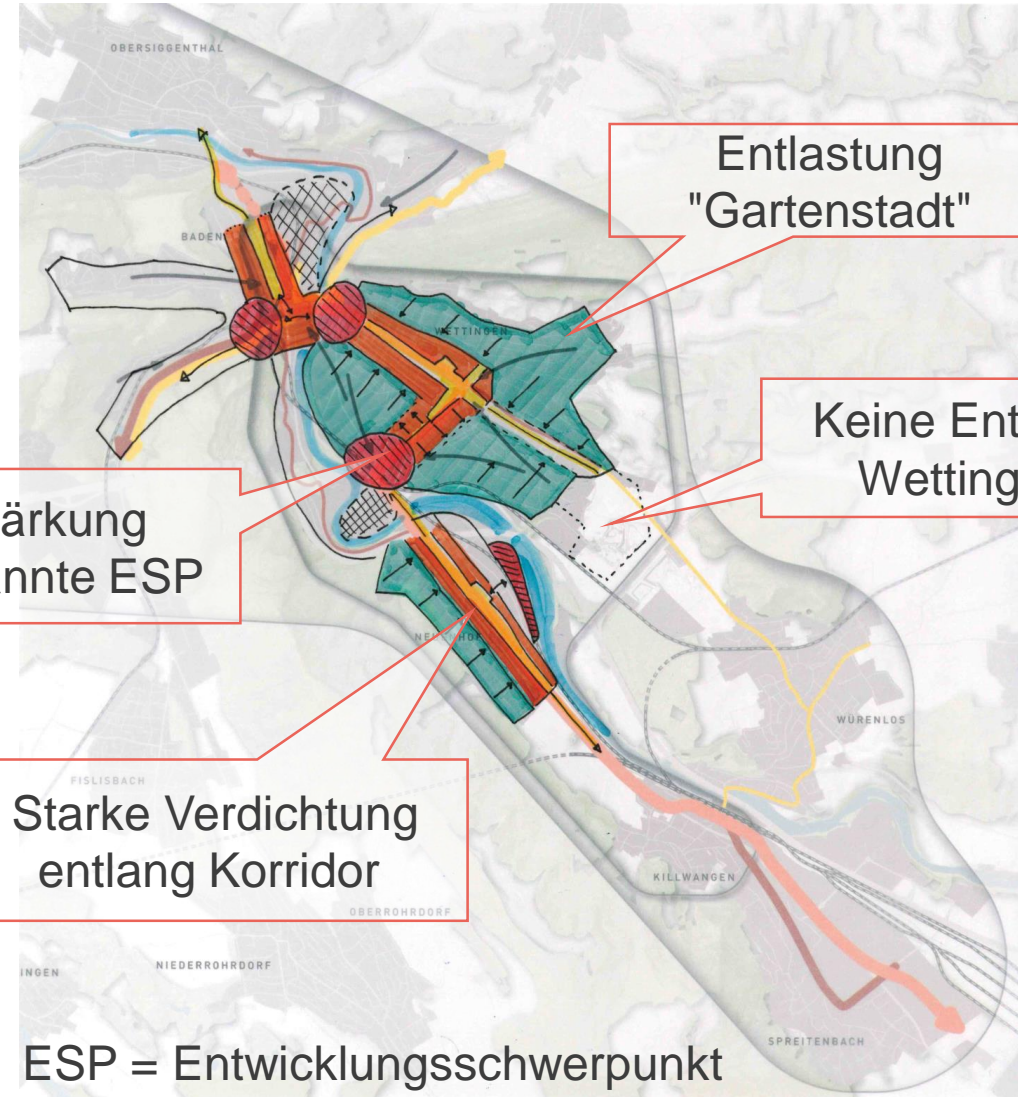 OBERSIGGENTHAL
Entlastung
"Gartenstadt"
BADEN
WETTINGEN
Keine Ent
Wetting
ärkung
nnte ESP
NEUENHOF
WÜRENLOS
FISLISBACH
Starke Verdichtung
entlang Korridor
KILLWANGEN
OBERROHRDORF
INGEN
NIEDERROHRDORF
SPREITENBACH
ESP = Entwicklungsschwerpunkt